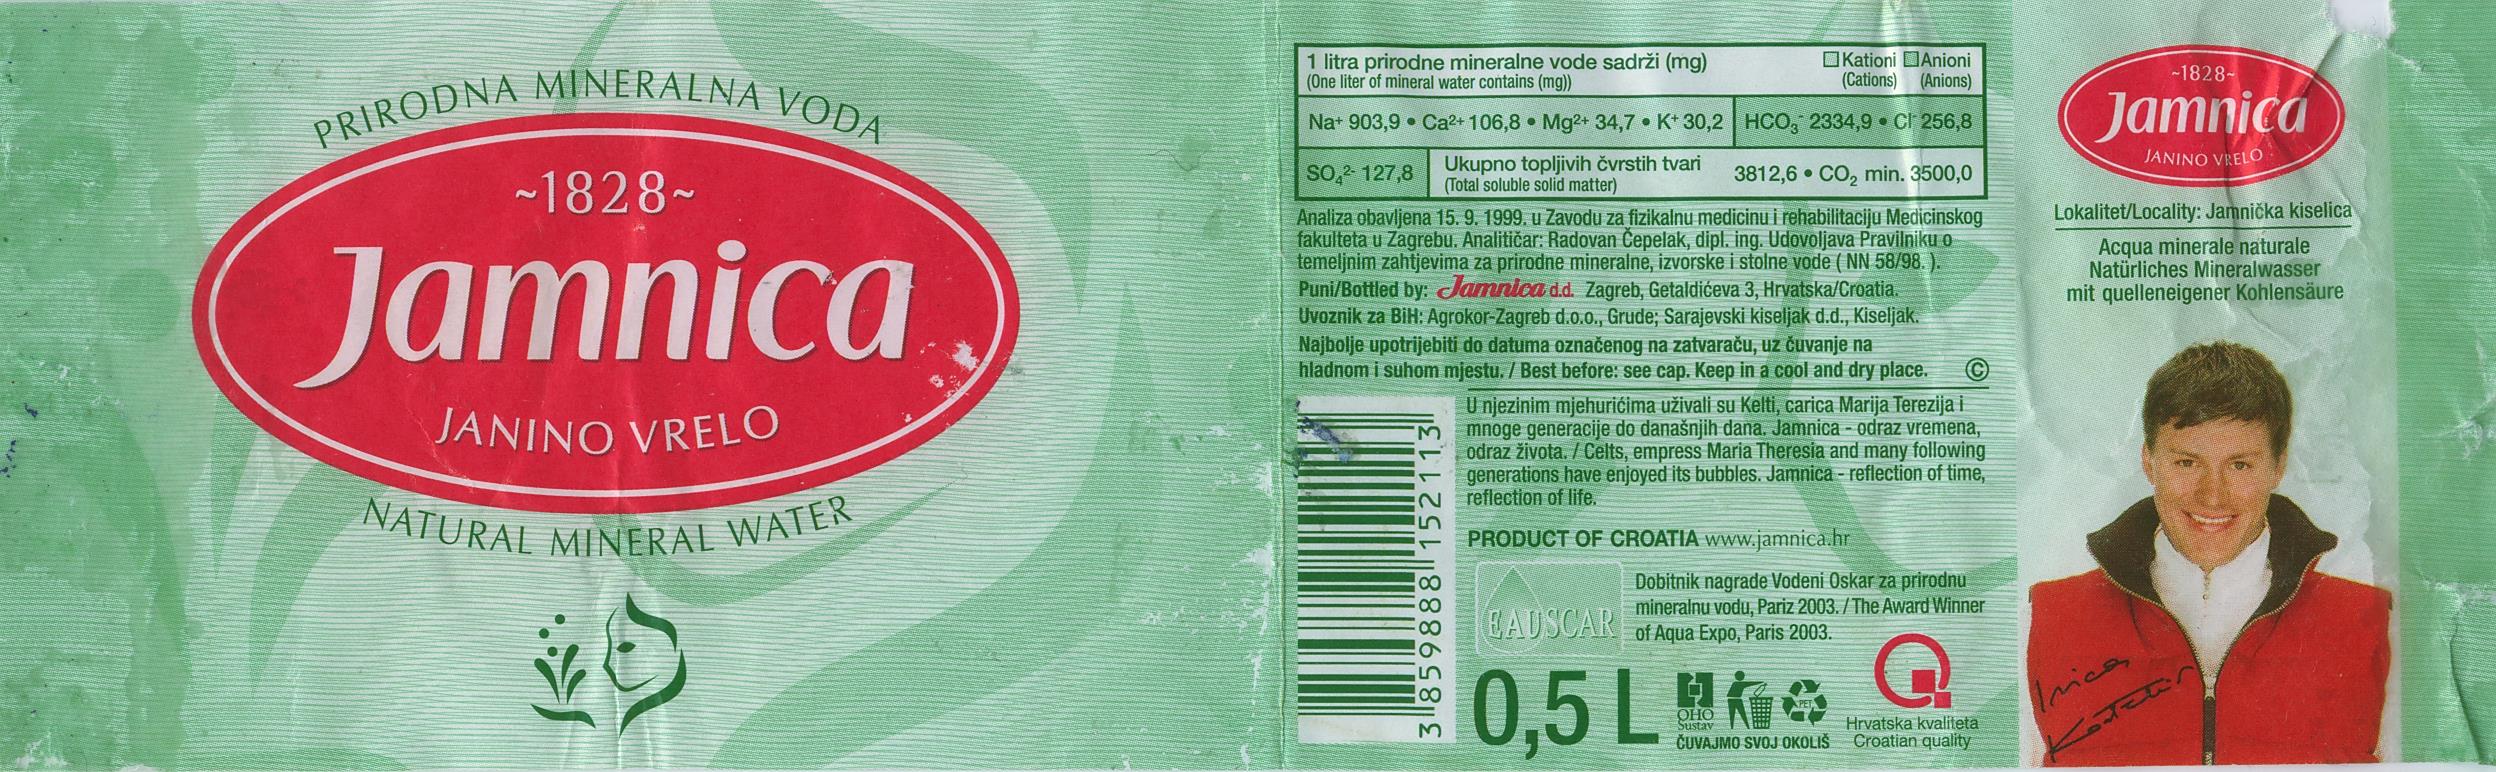 PRIRODNA MINERALNA VODA
~1828~
Jamnica
JANINO VRELO
NATURAL MINERAL WATER
1 litra prirodne mineralne vode sadrži (mg) Kationi Anioni
(One liter of mineral water contains (mg)) (Cations) (Anions)
Na⁺ 903,9 • Ca²⁺ 106,8 • Mg²⁺ 34,7 • K⁺ 30,2 HCO₃⁻ 2334,9 • Cl⁻ 256,8
SO₄²⁻ 127,8 Ukupno topljivih čvrstih tvari 3812,6 • CO₂ min. 3500,0
(Total soluble solid matter)
Analiza obavljena 15. 9. 1999. u Zavodu za fizikalnu medicinu i rehabilitaciju Medicinskog
fakulteta u Zagrebu. Analitičar: Radovan Čepelak, dipl. ing. Udovoljava Pravilniku o
temeljnim zahtjevima za prirodne mineralne, izvorske i stolne vode ( NN 58/98. ).
Puni/Bottled by: Jamnica d.d. Zagreb, Getaldićeva 3, Hrvatska/Croatia.
Uvoznik za BiH: Agrokor-Zagreb d.o.o., Grude; Sarajevski kiseljak d.d., Kiseljak.
Najbolje upotrijebiti do datuma označenog na zatvaraču, uz čuvanje na
hladnom i suhom mjestu. / Best before: see cap. Keep in a cool and dry place. ©
U njezinim mjehurićima uživali su Kelti, carica Marija Terezija i
mnoge generacije do današnjih dana. Jamnica - odraz vremena,
odraz života. / Celts, empress Maria Theresia and many following
generations have enjoyed its bubbles. Jamnica - reflection of time,
reflection of life.
PRODUCT OF CROATIA www.jamnica.hr
3 859888 152113
EAUSCAR
Dobitnik nagrade Vodeni Oskar za prirodnu
mineralnu vodu, Pariz 2003. / The Award Winner
of Aqua Expo, Paris 2003.
0,5 L
OHO
Sustav
PET
ČUVAJMO SVOJ OKOLIŠ
Hrvatska kvaliteta
Croatian quality
~1828~
Jamnica
JANINO VRELO
Lokalitet/Locality: Jamnička kiselica
Acqua minerale naturale
Natürliches Mineralwasser
mit quelleneigener Kohlensäure
Ivica